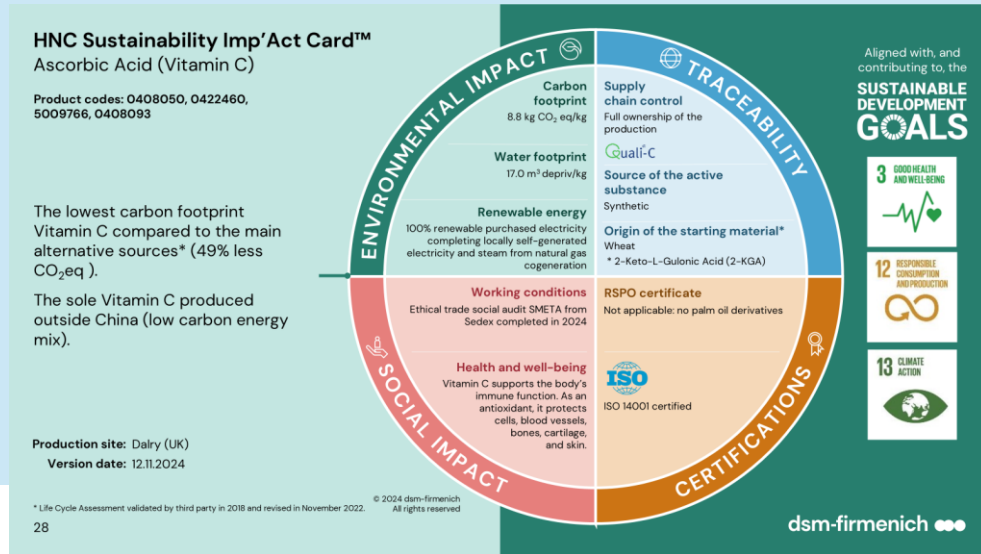 HNC Sustainability Imp'Act Card™
Ascorbic Acid (Vitamin C)
Product codes: 0408050, 0422460,
5009766, 0408093
The lowest carbon footprint
Vitamin C compared to the main
alternative sources* (49% less
CO₂eq ).
The sole Vitamin C produced
outside China (low carbon energy
mix).
Production site: Dalry (UK)
Version date: 12.11.2024
* Life Cycle Assessment validated by third party in 2018 and revised in November 2022.
28
© 2024 dsm-firmenich
All rights reserved
ENVIRONMENTAL IMPACT
Carbon
footprint
8.8 kg CO₂ eq/kg
Water footprint
17.0 m³ depriv/kg
Renewable energy
100% renewable purchased electricity
completing locally self-generated
electricity and steam from natural gas
cogeneration
TRACEABILITY
Supply
chain control
Full ownership of the
production
Quali®-C
Source of the active
substance
Synthetic
Origin of the starting material*
Wheat
* 2-Keto-L-Gulonic Acid (2-KGA)
SOCIAL IMPACT
Working conditions
Ethical trade social audit SMETA from
Sedex completed in 2024
Health and well-being
Vitamin C supports the body's
immune function. As an
antioxidant, it protects
cells, blood vessels,
bones, cartilage,
and skin.
CERTIFICATIONS
RSPO certificate
Not applicable: no palm oil derivatives
ISO
ISO 14001 certified
Aligned with, and
contributing to, the
SUSTAINABLE
DEVELOPMENT
GOALS
3 GOOD HEALTH
AND WELL-BEING
12 RESPONSIBLE
CONSUMPTION
AND PRODUCTION
13 CLIMATE
ACTION
dsm-firmenich